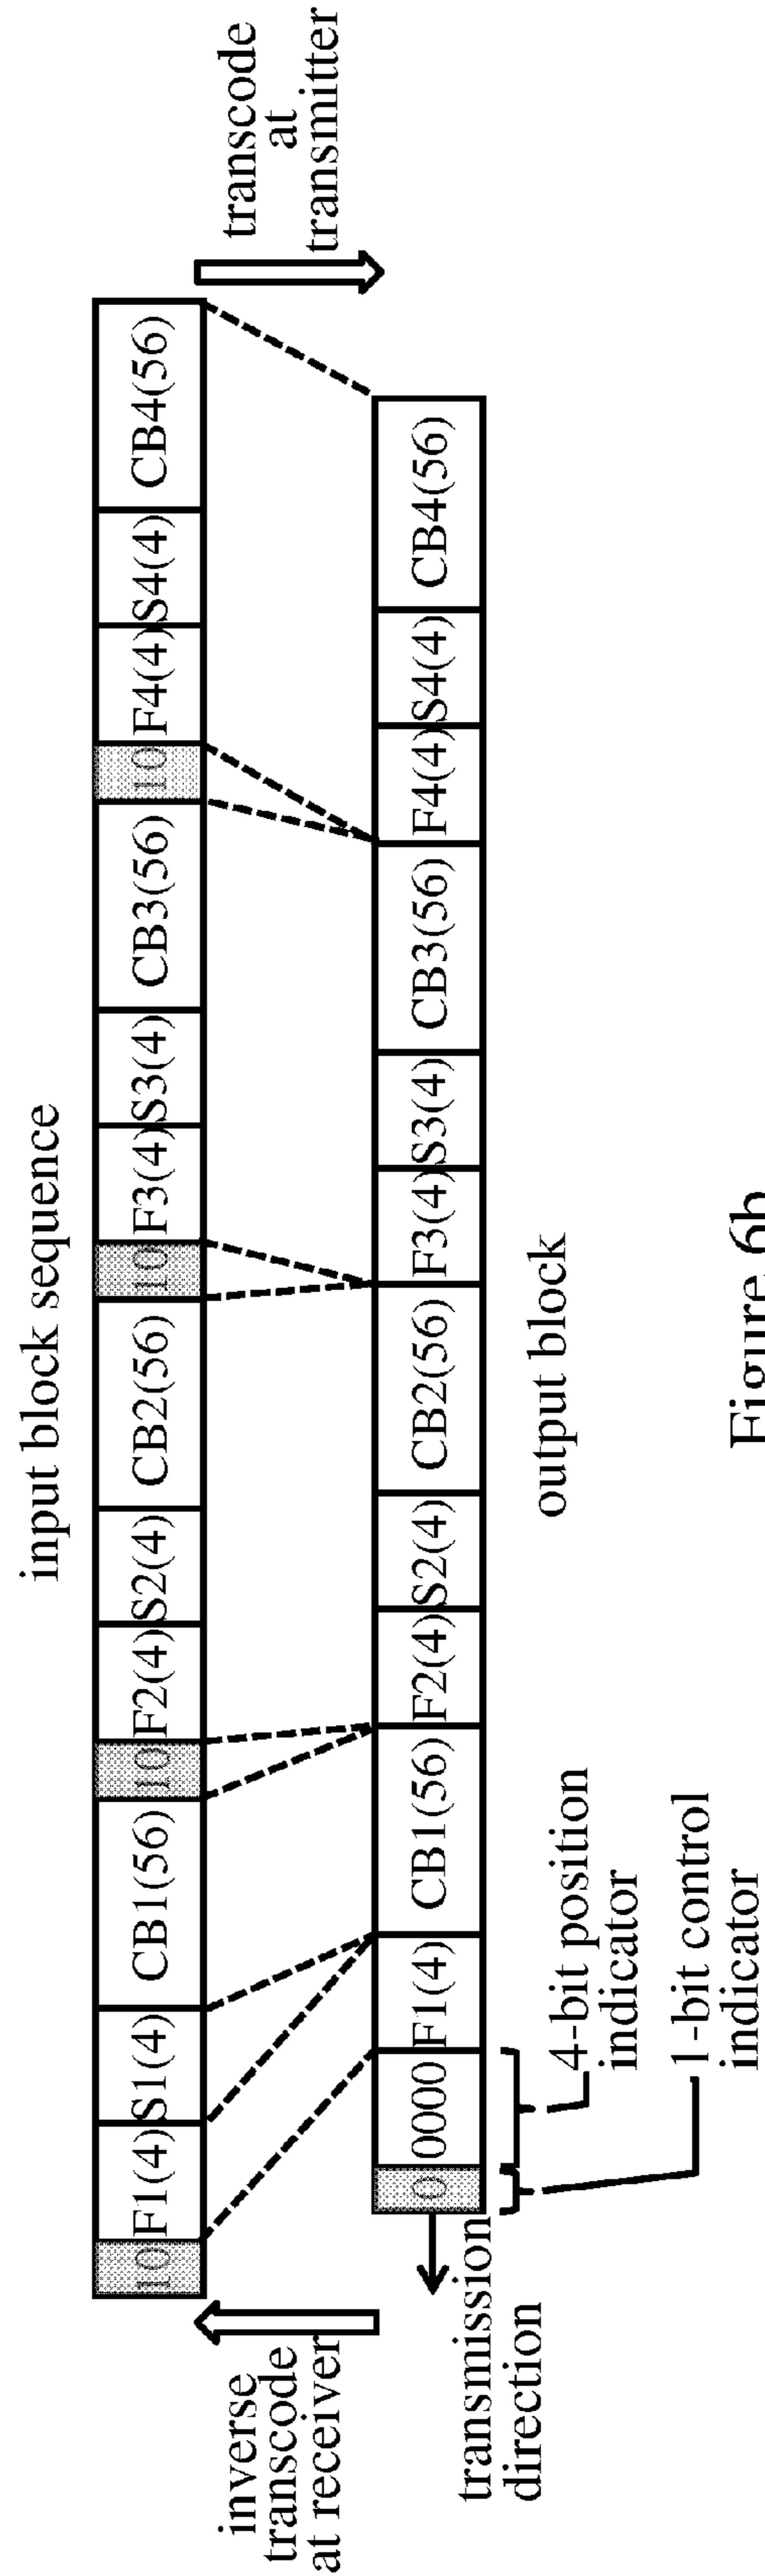 input block sequence
10 F1(4) S1(4) CB1(56) 10 F2(4) S2(4) CB2(56) 10 F3(4) S3(4) CB3(56) 10 F4(4) S4(4) CB4(56)
inverse
transcode
at receiver
transcode
at
transmitter
0 0000 F1(4) CB1(56) F2(4) S2(4) CB2(56) F3(4) S3(4) CB3(56) F4(4) S4(4) CB4(56)
transmission
direction
output block
4-bit position
indicator
1-bit control
indicator
Figure 6b